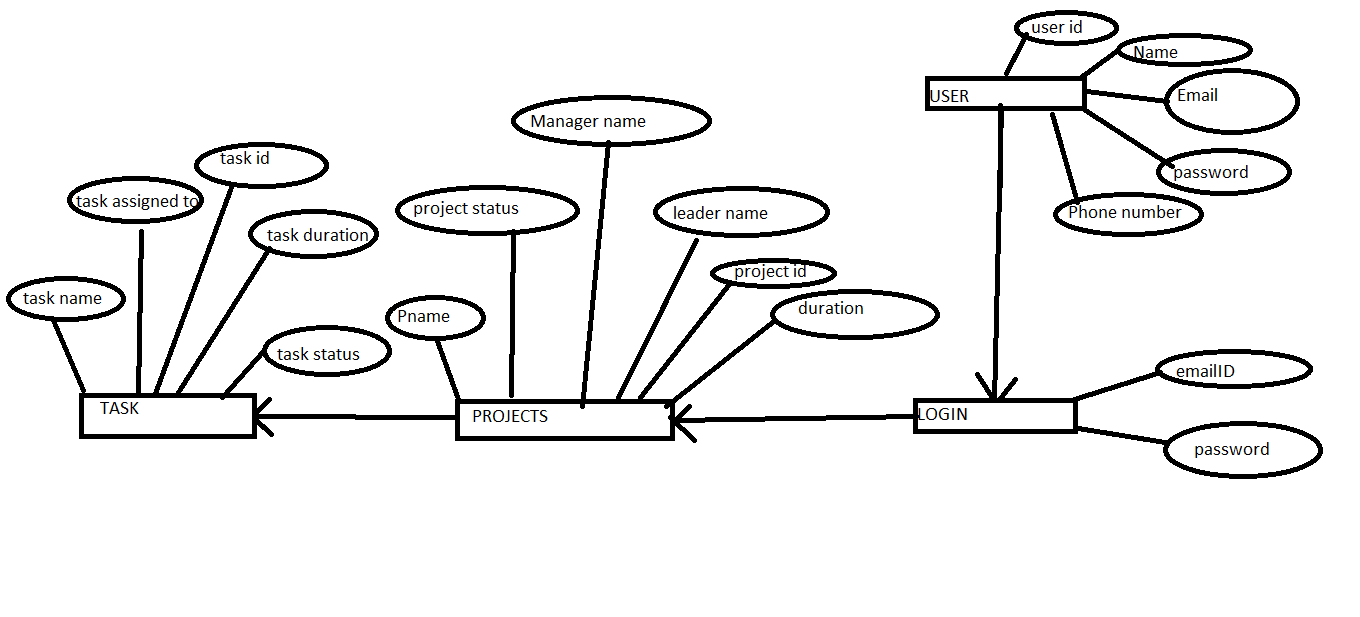 user id
Name
USER
Email
Manager name
task id
password
task assigned to
project status
leader name
Phone number
task duration
project id
task name
Pname
duration
task status
emailID
TASK
PROJECTS
LOGIN
password